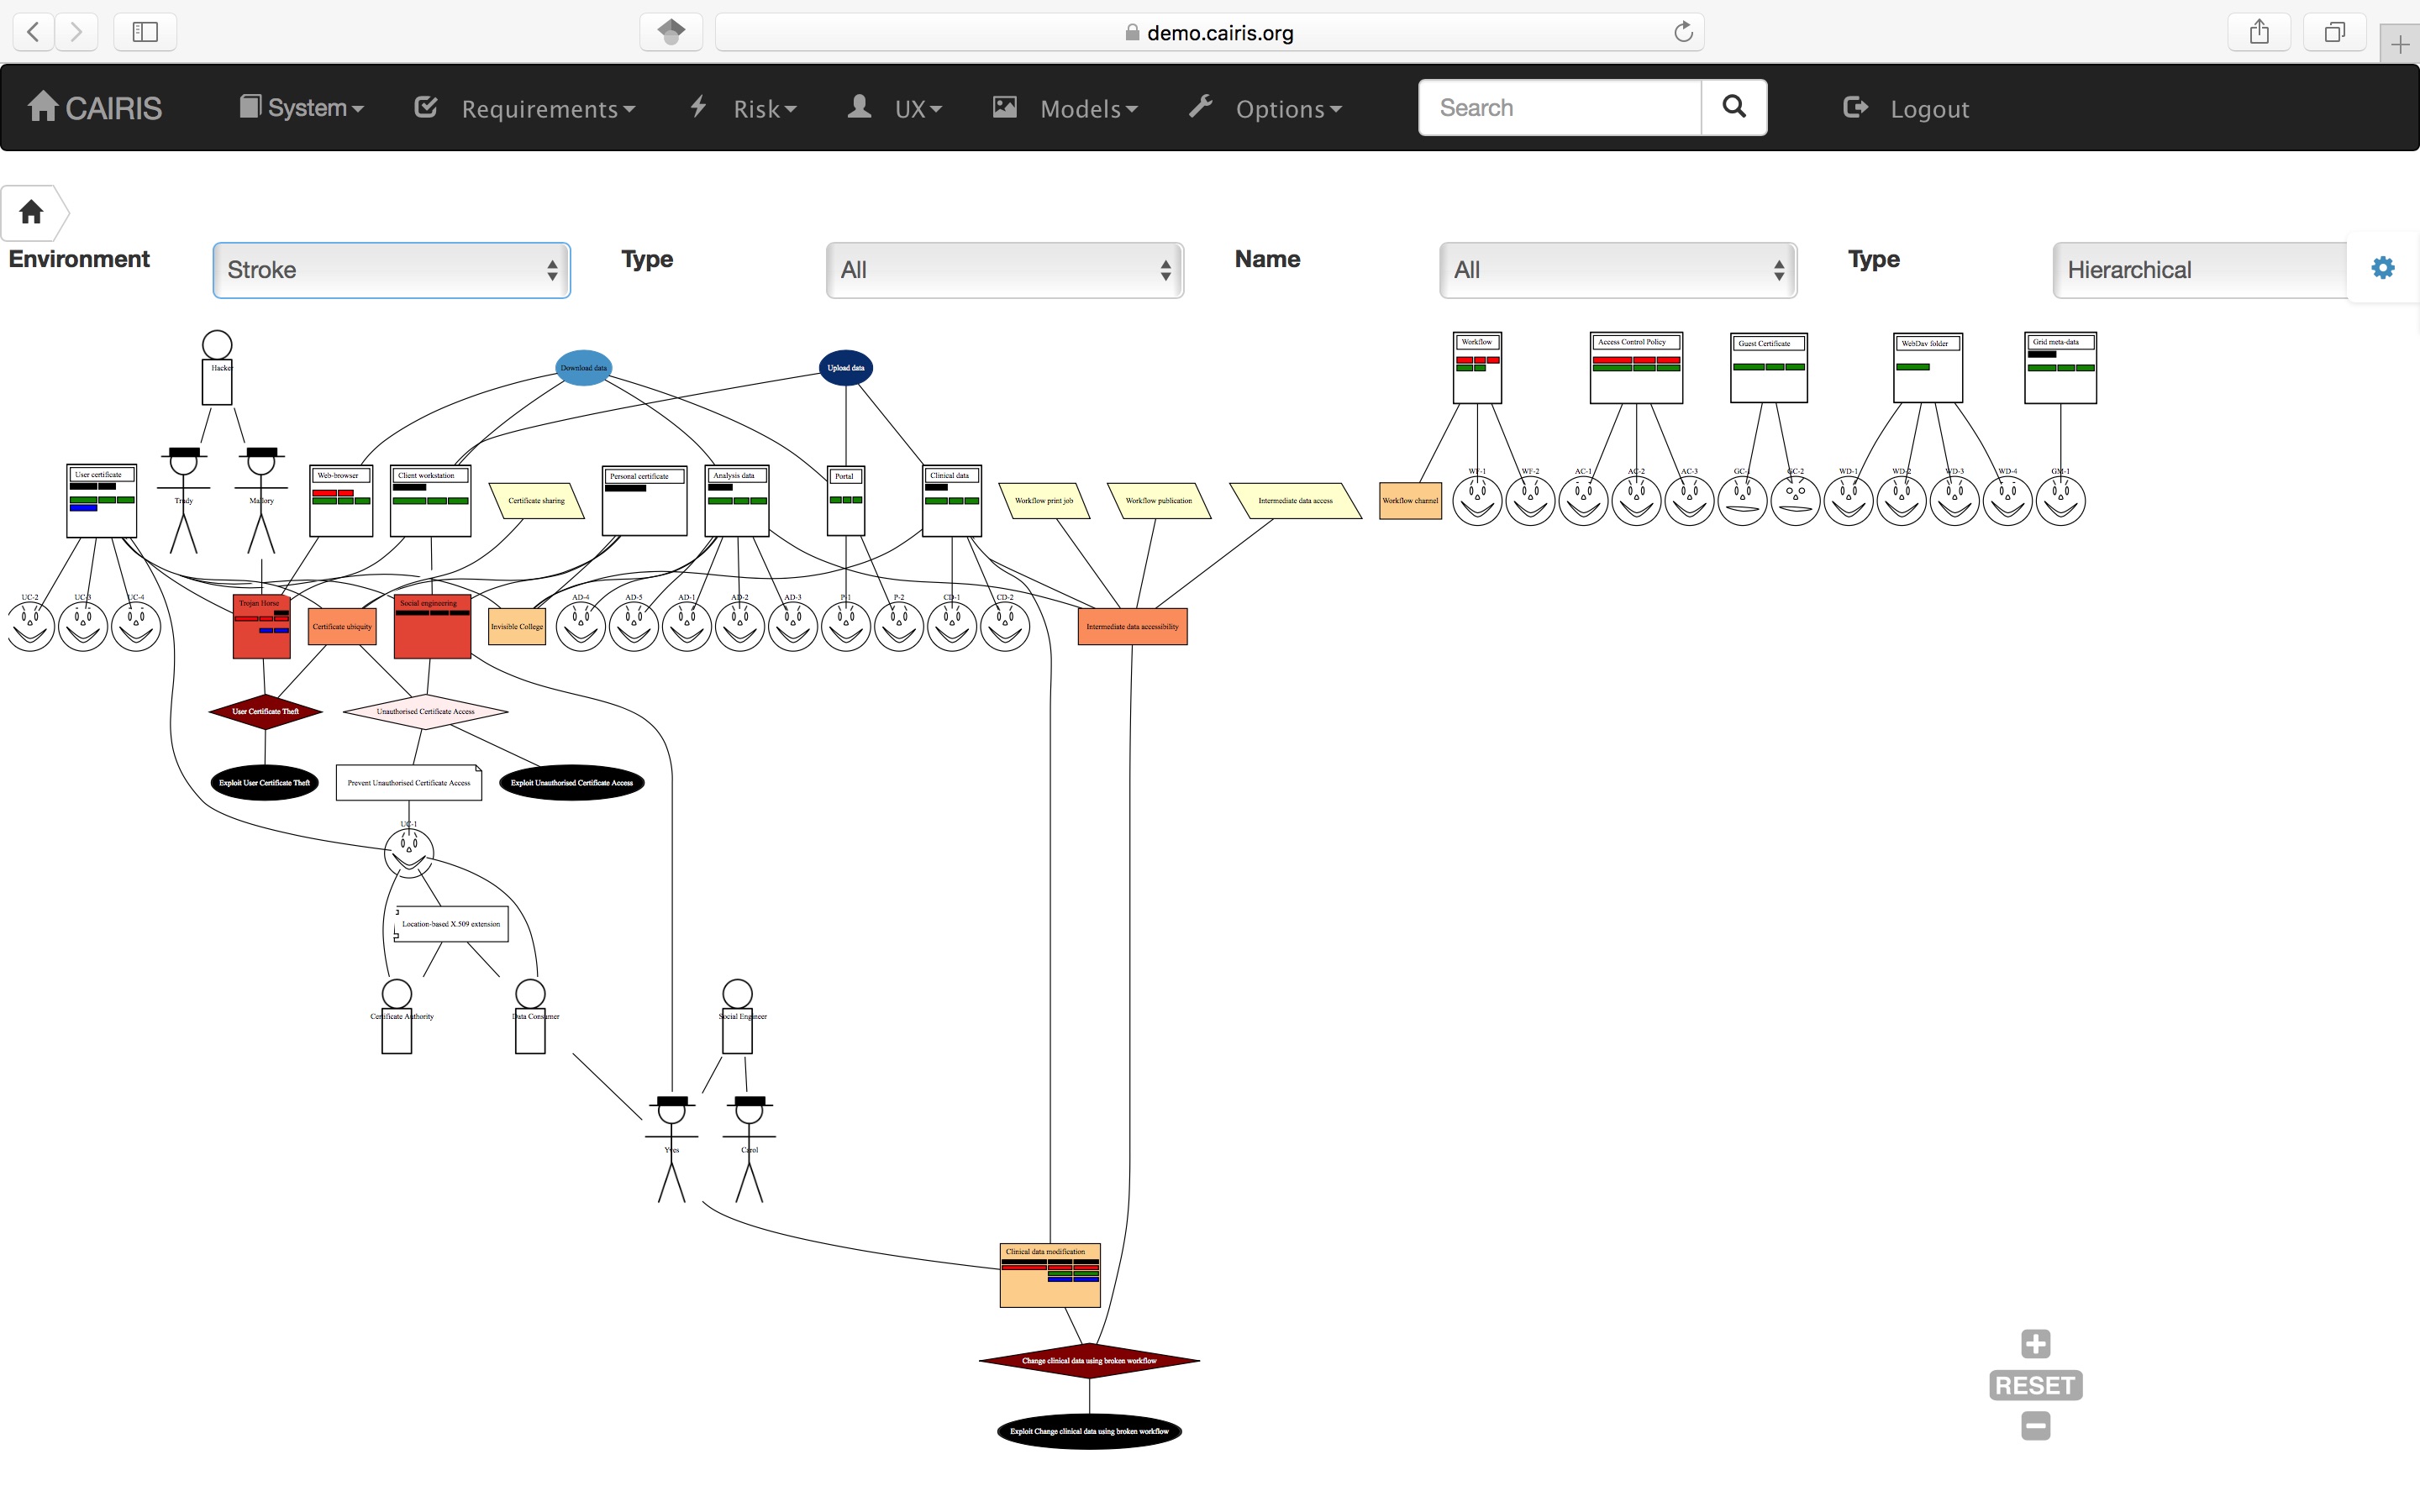 demo.cairis.org
CAIRIS System Requirements Risk UX Models Options Search Logout
Environment Stroke Type All Name All Type Hierarchical
Hacker
Download data
Upload data
Workflow
Access Control Policy
Guest Certificate
WebDav folder
Grid meta-data
User certificate
Trudy
Mallory
Web-browser
Client workstation
Certificate sharing
Personal certificate
Analysis data
Portal
Clinical data
Workflow print job
Workflow publication
Intermediate data access
Workflow channel
WF-1
WF-2
AC-1
AC-2
AC-3
GC-1
GC-2
WD-1
WD-2
WD-3
WD-4
GM-1
UC-2
UC-3
UC-4
Trojan Horse
Certificate ubiquity
Social engineering
Invisible College
AD-4
AD-5
AD-1
AD-2
AD-3
P-1
P-2
CD-1
CD-2
Intermediate data accessibility
User Certificate Theft
Unauthorised Certificate Access
Exploit User Certificate Theft
Prevent Unauthorised Certificate Access
Exploit Unauthorised Certificate Access
UC-1
Location-based X.509 extension
Certificate Authority
Data Consumer
Social Engineer
Yves
Carol
Clinical data modification
Change clinical data using broken workflow
Exploit Change clinical data using broken workflow
RESET